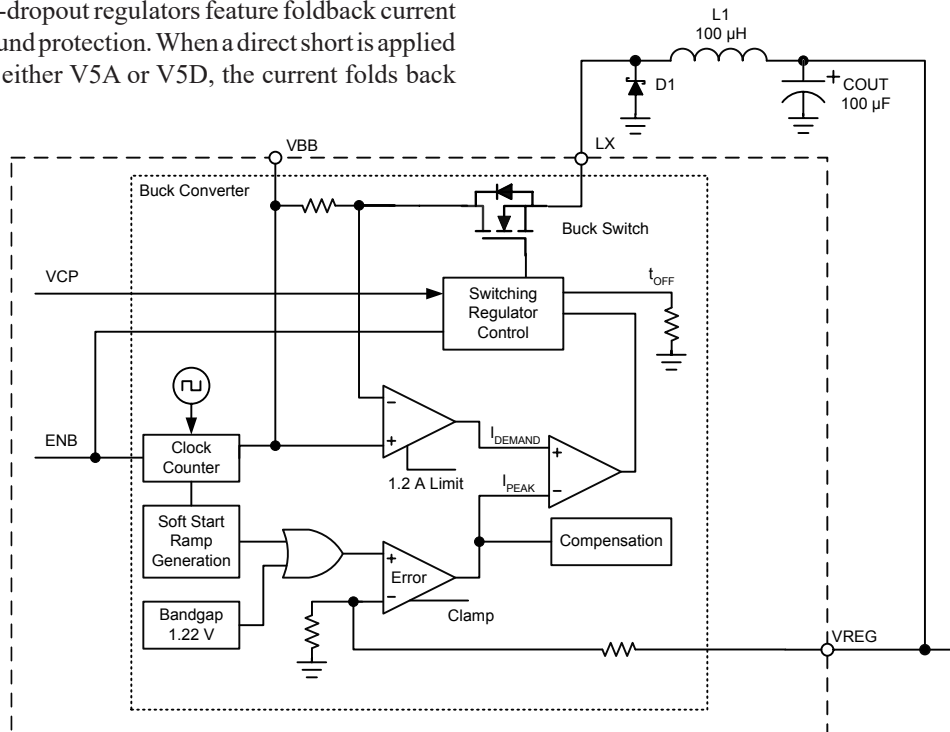 -dropout regulators feature foldback current
und protection. When a direct short is applied
either V5A or V5D, the current folds back
L1
100 µH
D1
+
COUT
100 µF
VBB
LX
Buck Converter
Buck Switch
VCP
tOFF
Switching
Regulator
Control
ENB
Clock
Counter
−
+
IDEMAND
1.2 A Limit
+
IPEAK
−
Soft Start
Ramp
Generation
Compensation
+
Error
−
Clamp
Bandgap
1.22 V
VREG